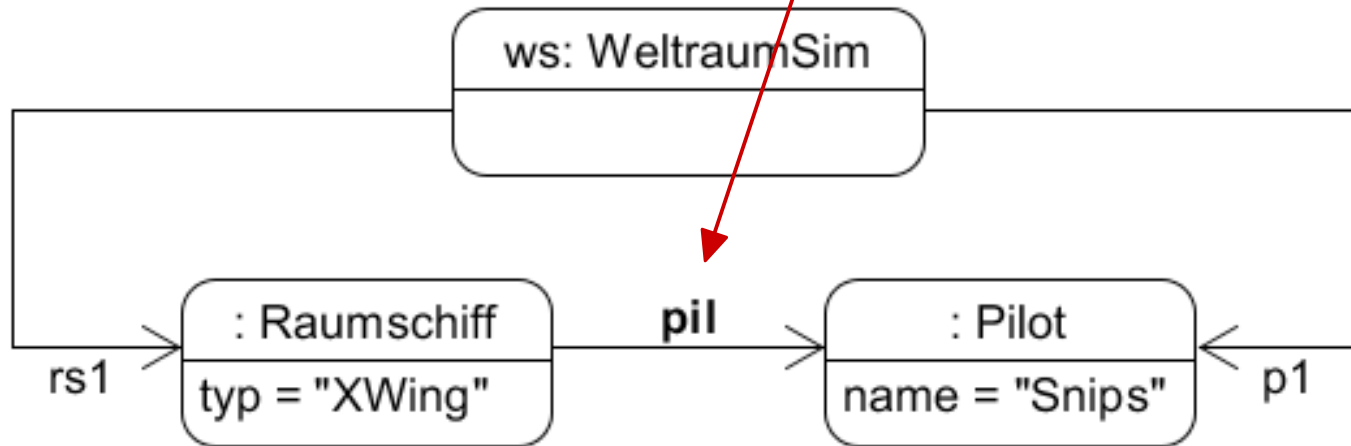 ws: WeltraumSim
: Raumschiff
typ = "XWing"
pil
: Pilot
name = "Snips"
rs1
p1